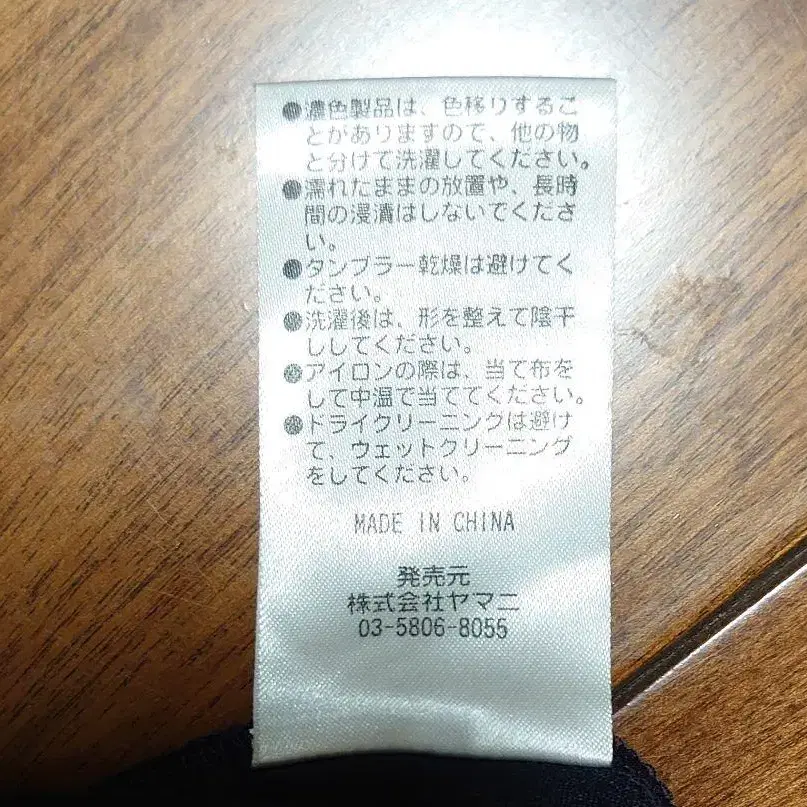 ●濃色製品は、色移りするこ
とがありますので、他の物
と分けて洗濯してください。
●濡れたままの放置や、長時
間の浸漬はしないでくださ
い。
●タンブラー乾燥は避けてく
ださい。
●洗濯後は、形を整えて陰干
ししてください。
●アイロンの際は、当て布を
して中温で当ててください。
●ドライクリーニングは避け
て、ウェットクリーニング
をしてください。
MADE IN CHINA
発売元
株式会社ヤマニ
03-5806-8055